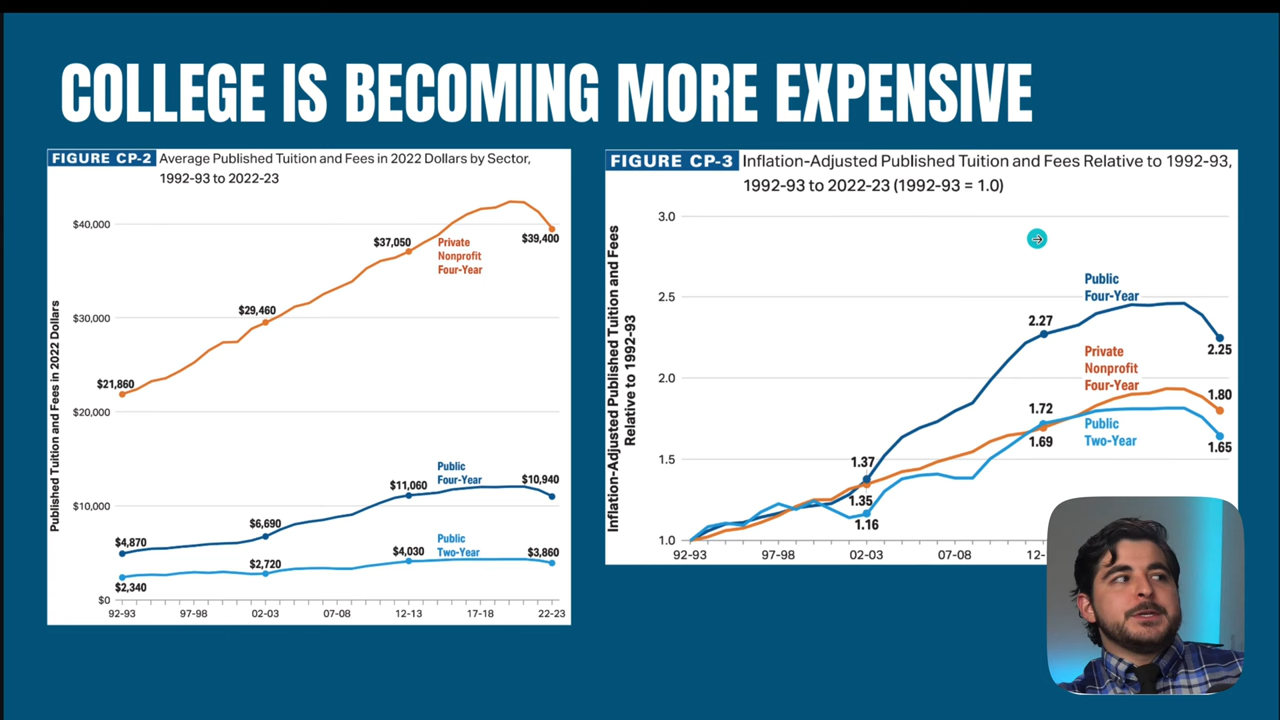 COLLEGE IS BECOMING MORE EXPENSIVE
FIGURE CP-2 Average Published Tuition and Fees in 2022 Dollars by Sector,
1992-93 to 2022-23
Published Tuition and Fees in 2022 Dollars
$40,000
$30,000
$20,000
$10,000
$0
$21,860
$29,460
$37,050
$39,400
Private
Nonprofit
Four-Year
$4,870
$6,690
$11,060
$10,940
Public
Four-Year
$2,340
$2,720
$4,030
$3,860
Public
Two-Year
92-93
97-98
02-03
07-08
12-13
17-18
22-23
FIGURE CP-3 Inflation-Adjusted Published Tuition and Fees Relative to 1992-93,
1992-93 to 2022-23 (1992-93 = 1.0)
Inflation-Adjusted Published Tuition and Fees
Relative to 1992-93
3.0
2.5
2.0
1.5
1.0
Public
Four-Year
2.27
2.25
Private
Nonprofit
Four-Year
1.80
1.72
1.69
Public
Two-Year
1.65
1.37
1.35
1.16
92-93
97-98
02-03
07-08
12-